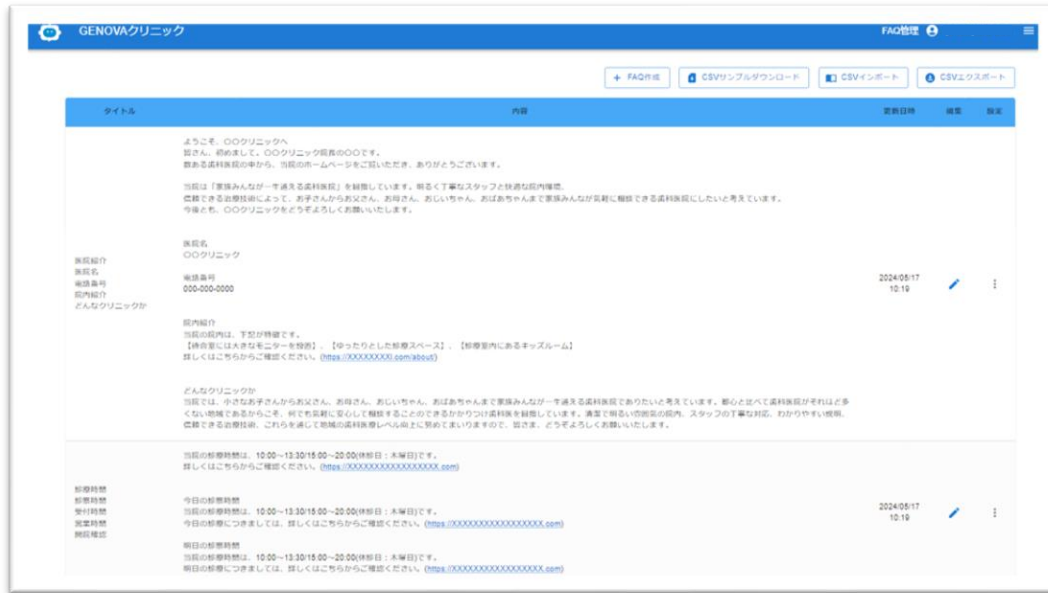 GENOVAクリニック
FAQ管理
+ FAQ作成
CSVサンプルダウンロード
CSVインポート
CSVエクスポート
タイトル
内容
更新日時
編集
設定
医院紹介
医院名
電話番号
院内紹介
どんなクリニックか
ようこそ、〇〇クリニックへ
皆さん、初めまして。〇〇クリニック院長の〇〇です。
数ある歯科医院の中から、当院のホームページをご覧いただき、ありがとうございます。
当院は「家族みんなが一生通える歯科医院」を目指しています。明るく丁寧なスタッフと快適な院内環境、
信頼できる治療技術によって、お子さんからお父さん、お母さん、おじいちゃん、おばあちゃんまで家族みんなが気軽に相談できる歯科医院にしたいと考えています。
今後とも、〇〇クリニックをどうぞよろしくお願いいたします。
医院名
〇〇クリニック
電話番号
000-000-0000
院内紹介
当院の院内は、下記が特徴です。
【待合室には大きなモニターを設置】、【ゆったりとした診療スペース】、【診療室内にあるキッズルーム】
詳しくはこちらからご確認ください。(https://XXXXXXXXl.com/about/)
どんなクリニックか
当院では、小さなお子さんからお父さん、お母さん、おじいちゃん、おばあちゃんまで家族みんなが一生通える歯科医院でありたいと考えています。都心と比べて歯科医院がそれほど多
くない地域であるからこそ、何でも気軽に安心して相談することのできるかかりつけ歯科医を目指しています。清潔で明るい雰囲気の院内、スタッフの丁寧な対応、わかりやすい説明、
信頼できる治療技術、これらを通じて地域の歯科医療レベル向上に努めてまいりますので、皆さま、どうぞよろしくお願いいたします。
2024/05/17
10:19
診療時間
診察時間
受付時間
営業時間
開院確認
当院の診療時間は、10:00～13:30/15:00～20:00(休診日：木曜日)です。
詳しくはこちらからご確認ください。(https://XXXXXXXXXXXXXXXXX.com)
今日の診察時間
当院の診療時間は、10:00～13:30/15:00～20:00(休診日：木曜日)です。
今日の診療につきましては、詳しくはこちらからご確認ください。(https://XXXXXXXXXXXXXXXXX.com)
明日の診察時間
当院の診療時間は、10:00～13:30/15:00～20:00(休診日：木曜日)です。
明日の診療につきましては、詳しくはこちらからご確認ください。(https://XXXXXXXXXXXXXXXXX.com)
2024/05/17
10:19